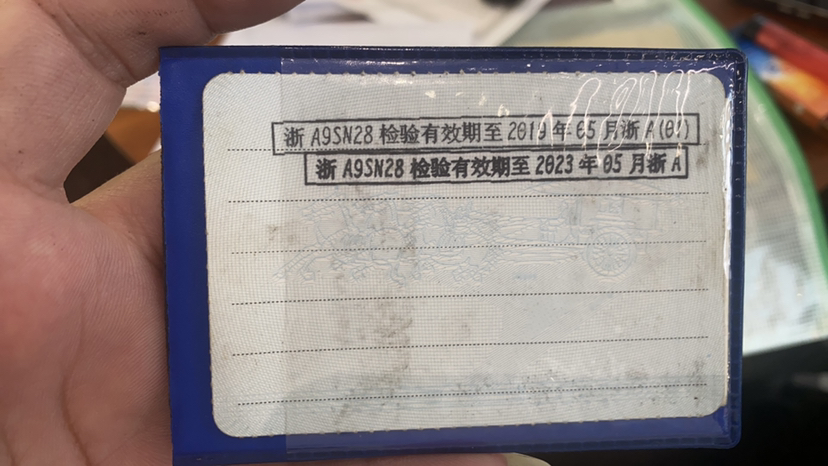 浙 A9SN28 检验有效期至 2019 年 05 月浙 A(01)
浙 A9SN28 检验有效期至 2023 年 05 月浙 A